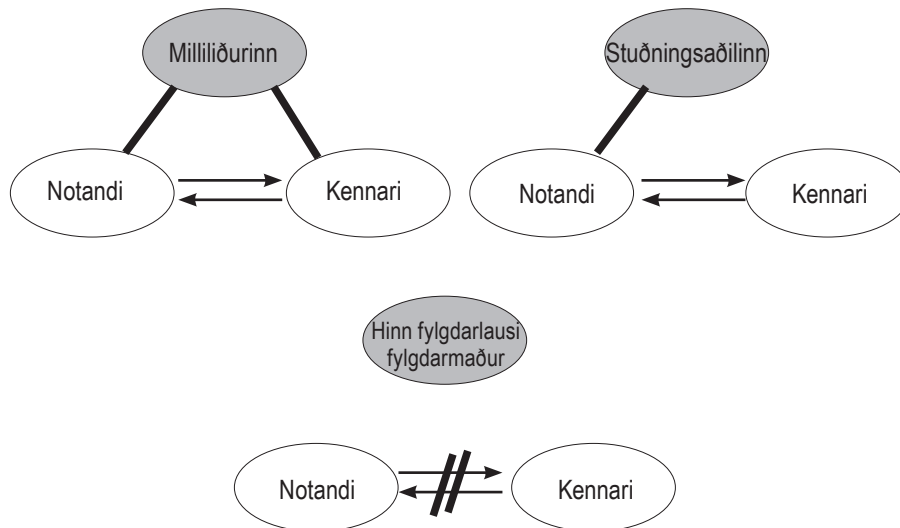 Milliliðurinn
Stuðningsaðilinn
Notandi
Kennari
Notandi
Kennari
Hinn fylgdarlausi
fylgdarmaður
Notandi
Kennari